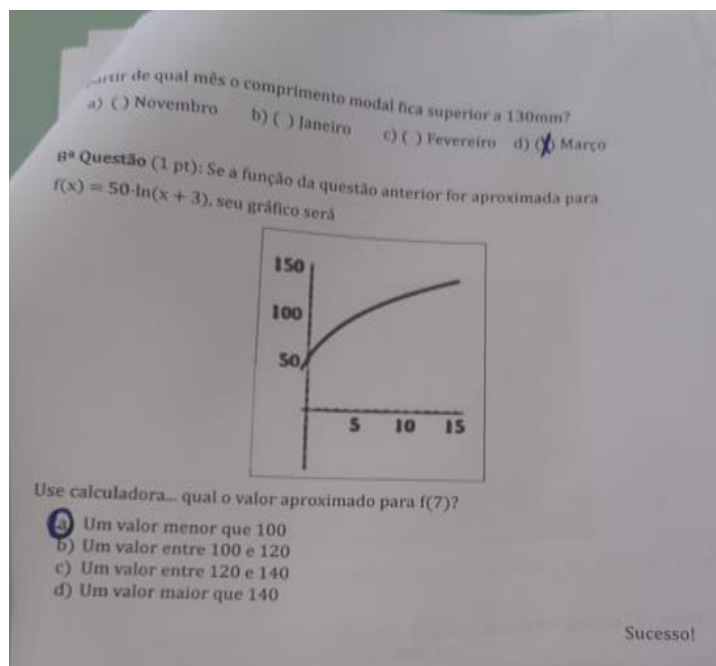 partir de qual mês o comprimento modal fica superior a 130mm?
a) ( ) Novembro b) ( ) Janeiro c) ( ) Fevereiro d) (X) Março
8ª Questão (1 pt): Se a função da questão anterior for aproximada para
f(x) = 50·ln(x + 3), seu gráfico será
150
100
50
5 10 15
Use calculadora... qual o valor aproximado para f(7)?
a) Um valor menor que 100
b) Um valor entre 100 e 120
c) Um valor entre 120 e 140
d) Um valor maior que 140
Sucesso!